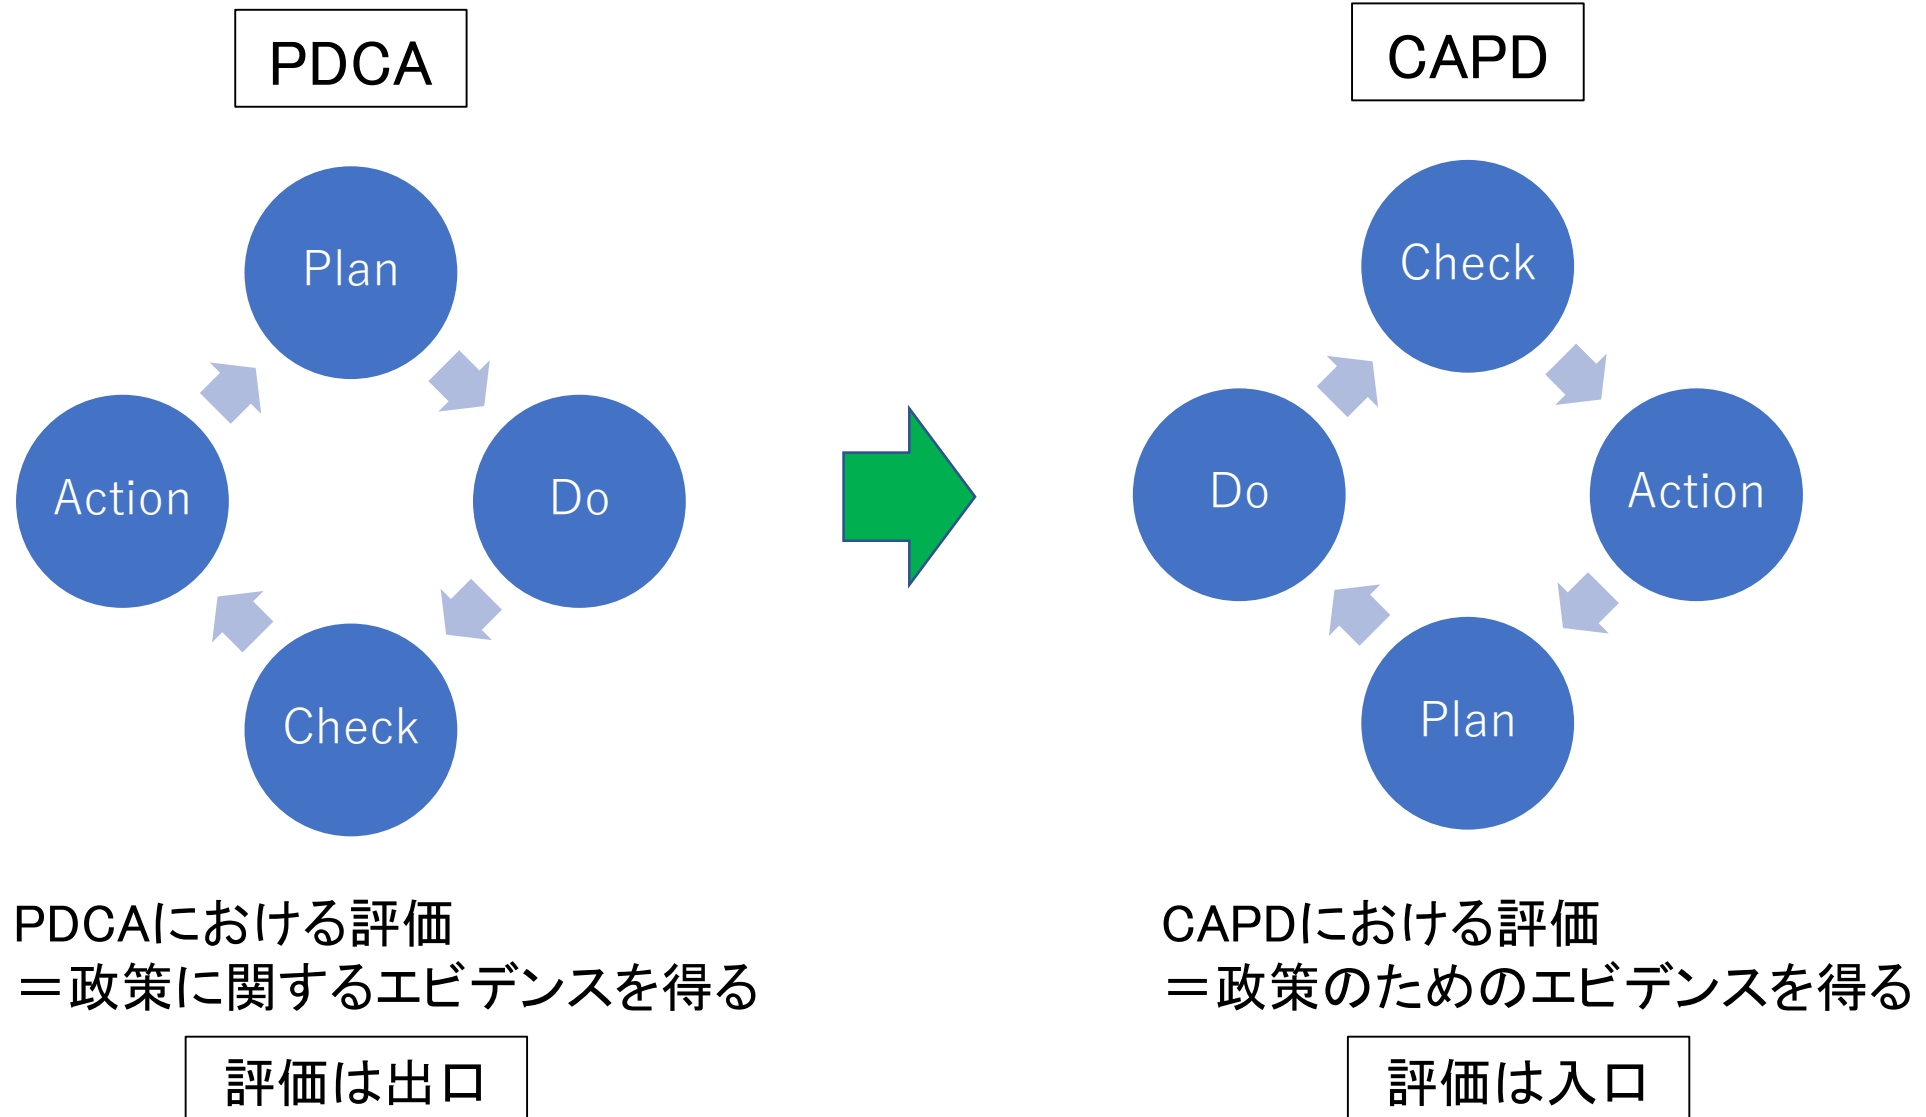 PDCA
Plan
Do
Check
Action
PDCAにおける評価
＝政策に関するエビデンスを得る
評価は出口
CAPD
Check
Action
Plan
Do
CAPDにおける評価
＝政策のためのエビデンスを得る
評価は入口